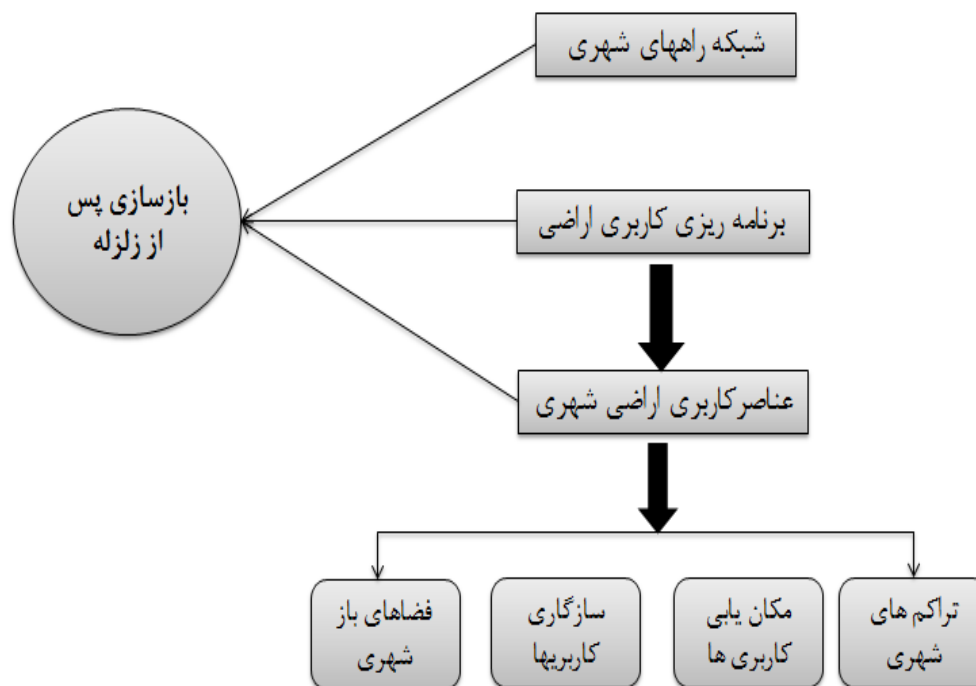 شبکه راههای شهری
بازسازی پس
از زلزله
برنامه ریزی کاربری اراضی
عناصرکاربری اراضی شهری
تراکم های
شهری
مکان یابی
کاربری ها
سازگاری
کاربریها
فضاهای باز
شهری